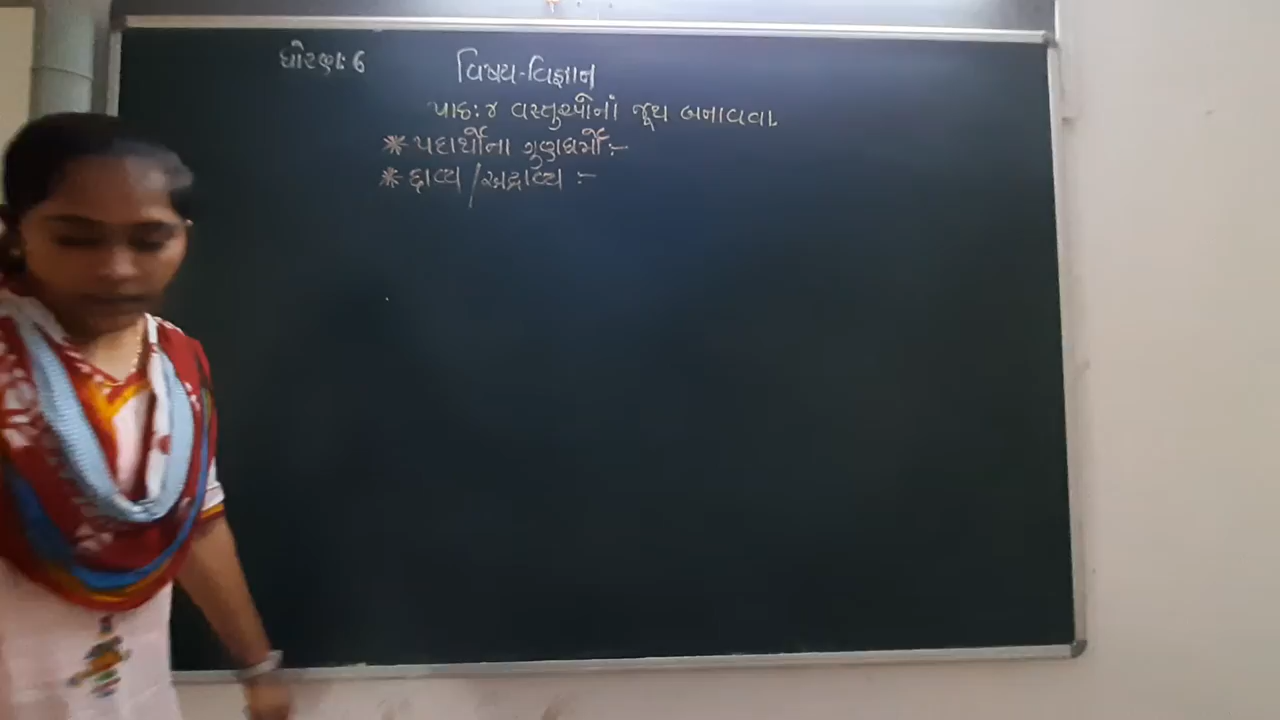 ધોરણ: 6 વિષય-વિજ્ઞાન
પાઠ: ૪ વસ્તુઓનાં જૂથ બનાવવા.
* પદાર્થોના ગુણધર્મો :-
* દ્રાવ્ય / અદ્રાવ્ય :-